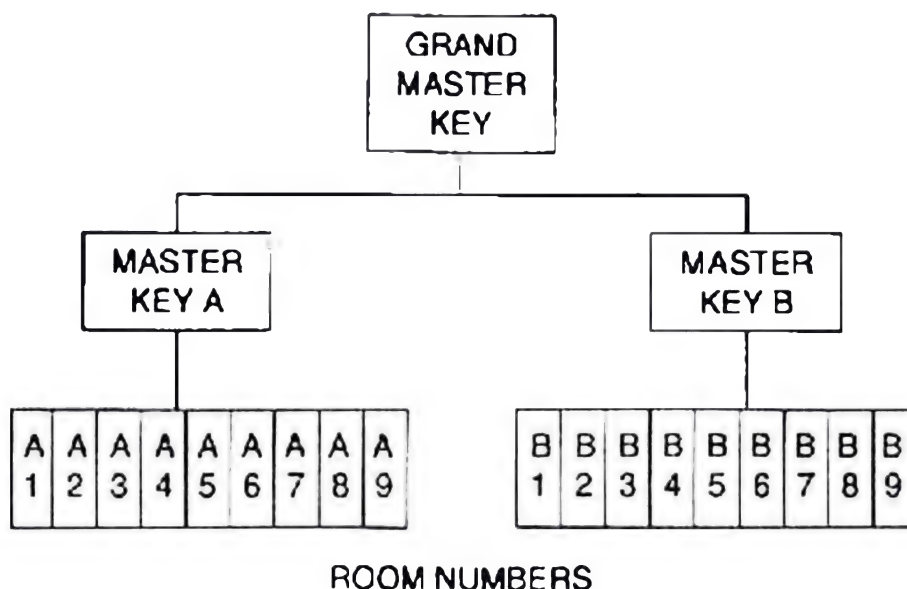 GRAND
MASTER
KEY
MASTER
KEY A
MASTER
KEY B
A A A A A A A A A
1 2 3 4 5 6 7 8 9
B B B B B B B B B
1 2 3 4 5 6 7 8 9
ROOM NUMBERS